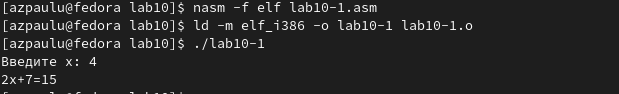 [azpaulu@fedora lab10]$ nasm -f elf lab10-1.asm
[azpaulu@fedora lab10]$ ld -m elf_i386 -o lab10-1 lab10-1.o
[azpaulu@fedora lab10]$ ./lab10-1
Введите x: 4
2x+7=15